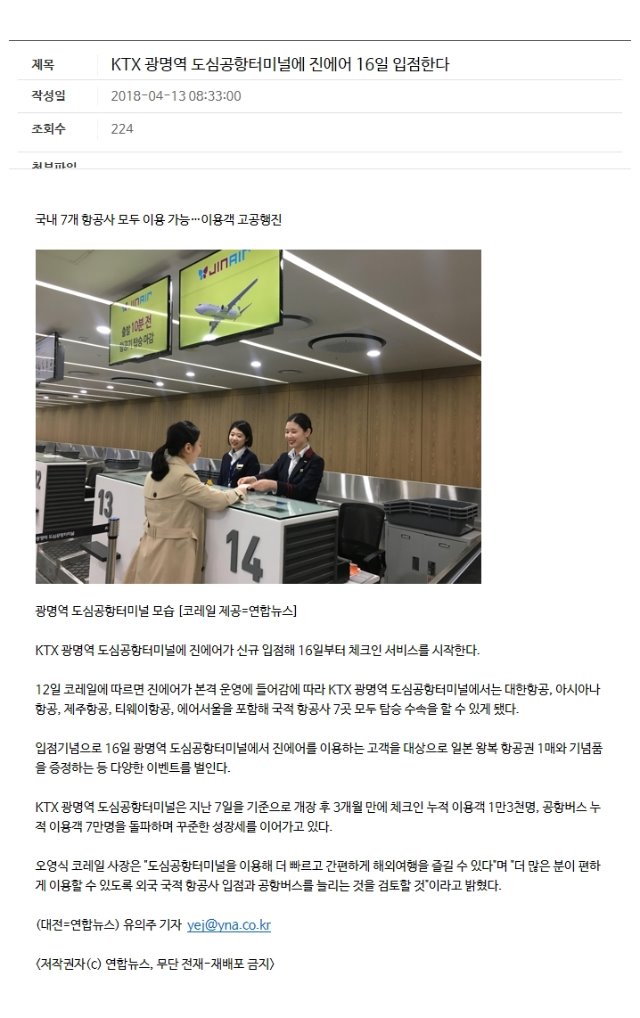 제목 KTX 광명역 도심공항터미널에 진에어 16일 입점한다
작성일 2018-04-13 08:33:00
조회수 224
첨부파일
국내 7개 항공사 모두 이용 가능…이용객 고공행진
JINAIR
JINAIR
출발 10분 전
항공기 탑승 마감
13
14
광명역 도심공항터미널 모습 [코레일 제공=연합뉴스]
KTX 광명역 도심공항터미널에 진에어가 신규 입점해 16일부터 체크인 서비스를 시작한다.
12일 코레일에 따르면 진에어가 본격 운영에 들어감에 따라 KTX 광명역 도심공항터미널에서는 대한항공, 아시아나
항공, 제주항공, 티웨이항공, 에어서울을 포함해 국적 항공사 7곳 모두 탑승 수속을 할 수 있게 됐다.
입점기념으로 16일 광명역 도심공항터미널에서 진에어를 이용하는 고객을 대상으로 일본 왕복 항공권 1매와 기념품
을 증정하는 등 다양한 이벤트를 벌인다.
KTX 광명역 도심공항터미널은 지난 7일을 기준으로 개장 후 3개월 만에 체크인 누적 이용객 1만3천명, 공항버스 누
적 이용객 7만명을 돌파하며 꾸준한 성장세를 이어가고 있다.
오영식 코레일 사장은 "도심공항터미널을 이용해 더 빠르고 간편하게 해외여행을 즐길 수 있다"며 "더 많은 분이 편하
게 이용할 수 있도록 외국 국적 항공사 입점과 공항버스를 늘리는 것을 검토할 것"이라고 밝혔다.
(대전=연합뉴스) 유의주 기자 yej@yna.co.kr
<저작권자(c) 연합뉴스, 무단 전재-재배포 금지>